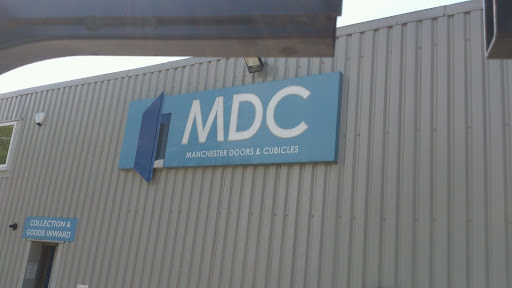 MDC
MANCHESTER DOORS & CUBICLES
COLLECTION &
GOODS INWARD